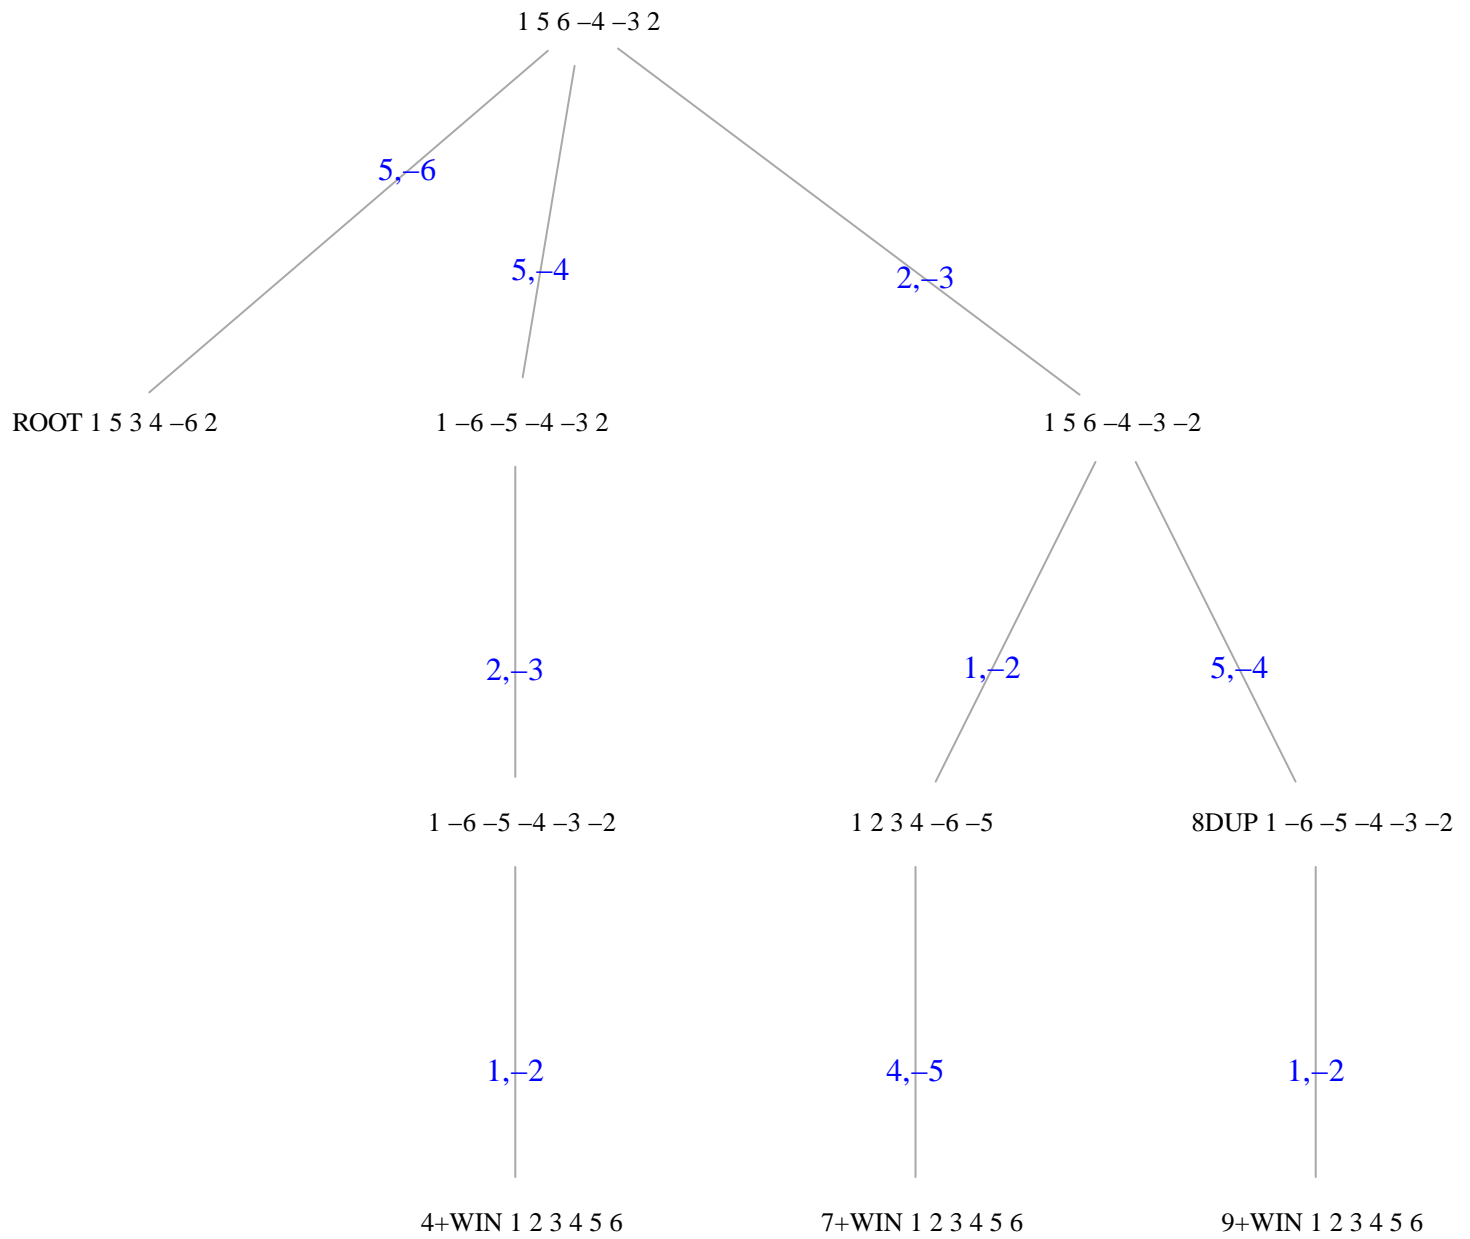 1 5 6 –4 –3 2
5,–6
5,–4
2,–3
ROOT 1 5 3 4 –6 2
1 –6 –5 –4 –3 2
1 5 6 –4 –3 –2
2,–3
1,–2
5,–4
1 –6 –5 –4 –3 –2
1 2 3 4 –6 –5
8DUP 1 –6 –5 –4 –3 –2
1,–2
4,–5
1,–2
4+WIN 1 2 3 4 5 6
7+WIN 1 2 3 4 5 6
9+WIN 1 2 3 4 5 6